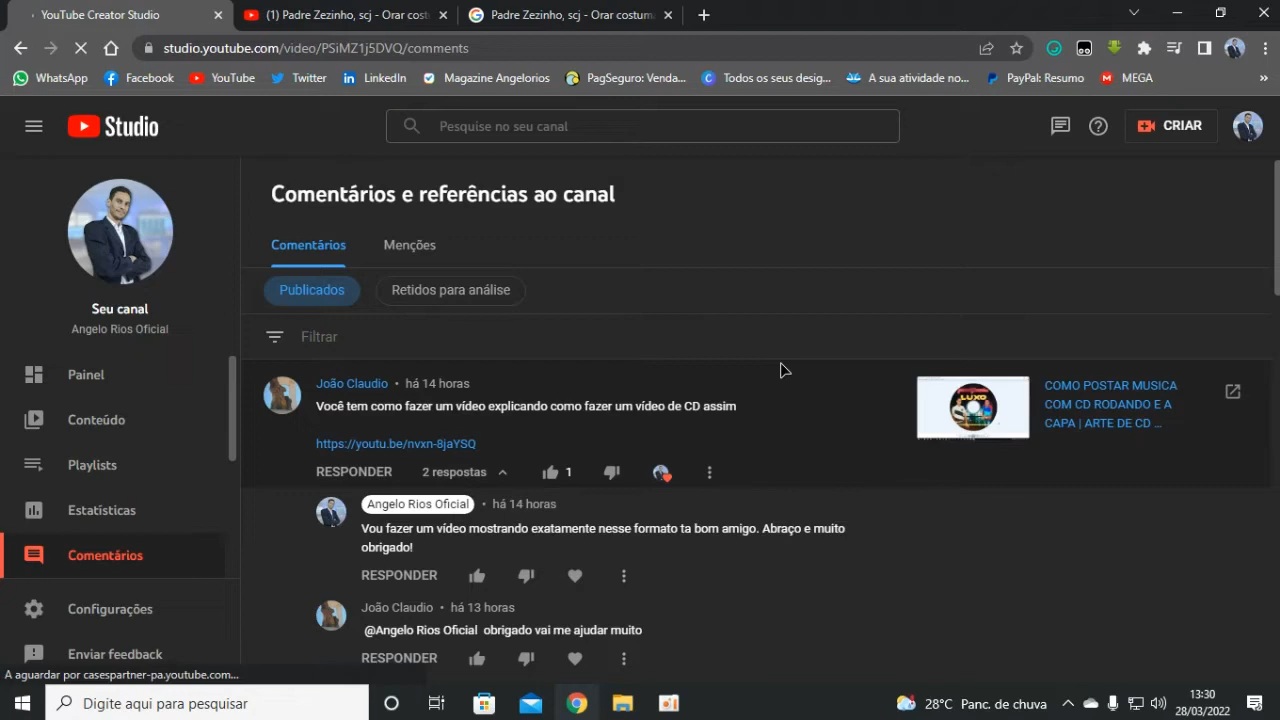 YouTube Creator Studio
(1) Padre Zezinho, scj - Orar cost
Padre Zezinho, scj - Orar costum
studio.youtube.com/video/PSiMZ1j5DVQ/comments
WhatsApp
Facebook
YouTube
Twitter
LinkedIn
Magazine Angelorios
PagSeguro: Venda...
Todos os seus desig...
A sua atividade no...
PayPal: Resumo
MEGA
»
Studio
Pesquise no seu canal
CRIAR
Seu canal
Angelo Rios Oficial
Painel
Conteúdo
Playlists
Estatísticas
Comentários
Configurações
Enviar feedback
Comentários e referências ao canal
Comentários
Menções
Publicados
Retidos para análise
Filtrar
João Claudio • há 14 horas
Você tem como fazer um vídeo explicando como fazer um vídeo de CD assim
https://youtu.be/nvxn-8jaYSQ
RESPONDER 2 respostas 1
COMO POSTAR MUSICA
COM CD RODANDO E A
CAPA | ARTE DE CD ...
LUXO
Angelo Rios Oficial • há 14 horas
Vou fazer um vídeo mostrando exatamente nesse formato ta bom amigo. Abraço e muito
obrigado!
RESPONDER
João Claudio • há 13 horas
@Angelo Rios Oficial obrigado vai me ajudar muito
RESPONDER
A aguardar por casespartner-pa.youtube.com...
Digite aqui para pesquisar
28°C Panc. de chuva
13:30
28/03/2022